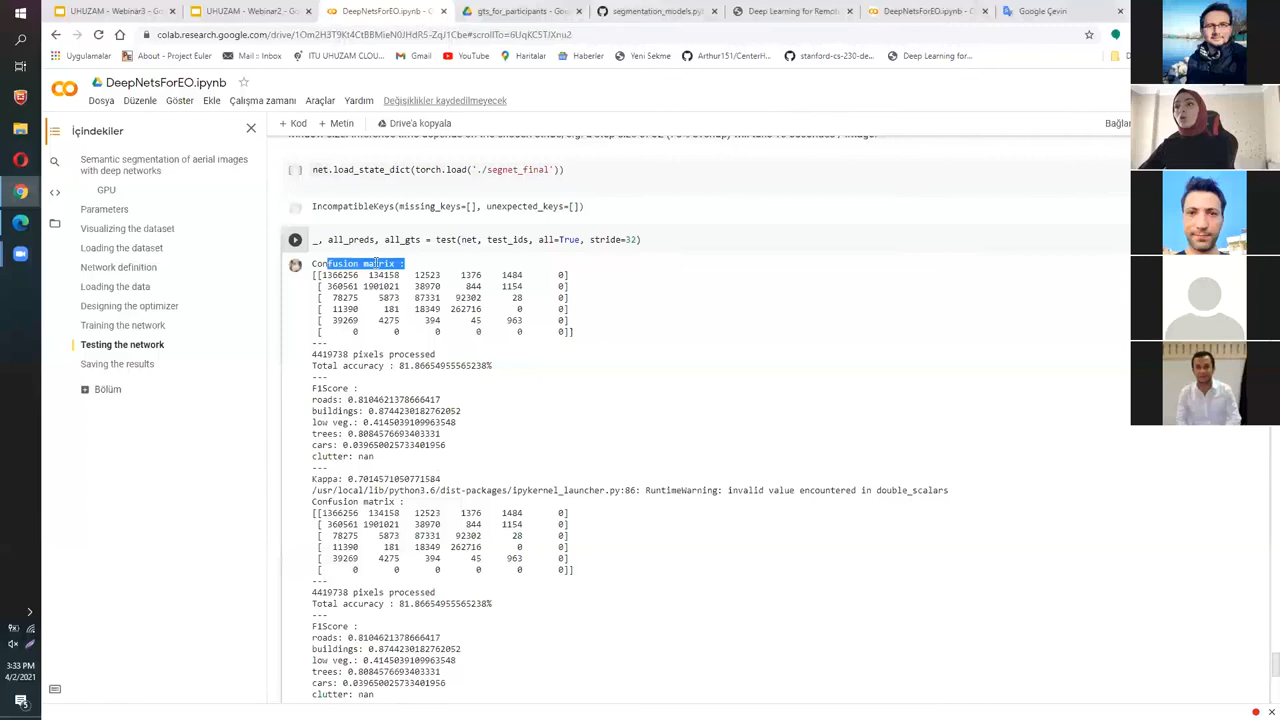 UHUZAM - Webinar3 - Google
UHUZAM - Webinar2 - Google
DeepNetsForEO.ipynb - C
gts_for_participants - Goog
segmentation_models.pytorch
Deep Learning for Remote
DeepNetsForEO.ipynb - C
Google Çeviri
colab.research.google.com/drive/
Uygulamalar
About - Project Euler
Mail :: Inbox
ITU UHUZAM CLOUD
Gmail
YouTube
Haritalar
Haberler
Yeni Sekme
Arthur151/CenterH...
stanford-cs-230-de...
Deep Learning for...
DeepNetsForEO.ipynb
Dosya Düzenle Göster Ekle Çalışma zamanı Araçlar Yardım Değişiklikler kaydedilmeyecek
+ Kod + Metin Drive'a kopyala
Bağlan
İçindekiler
Semantic segmentation of aerial images
with deep networks
GPU
Parameters
Visualizing the dataset
Loading the dataset
Network definition
Loading the data
Designing the optimizer
Training the network
Testing the network
Saving the results
Bölüm
net.load_state_dict(torch.load('./segnet_final'))
IncompatibleKeys(missing_keys=[], unexpected_keys=[])
_, all_preds, all_gts = test(net, test_ids, all=True, stride=32)
Confusion matrix :
[[1366256 134158 12523 1376 1484 0]
[ 360561 1901021 38970 844 1154 0]
[ 78275 5873 87331 92302 28 0]
[ 11390 181 18349 262716 0 0]
[ 39269 4275 394 45 963 0]
[ 0 0 0 0 0 0]]
---
4419738 pixels processed
Total accuracy : 81.86654955565238%
---
F1Score :
roads: 0.8104621378666417
buildings: 0.8744230182762052
low veg.: 0.4145039109963548
trees: 0.8084576693403331
cars: 0.039650025733401956
clutter: nan
---
Kappa: 0.7014571050771584
/usr/local/lib/python3.6/dist-packages/ipykernel_launcher.py:86: RuntimeWarning: invalid value encountered in double_scalars
Confusion matrix :
[[1366256 134158 12523 1376 1484 0]
[ 360561 1901021 38970 844 1154 0]
[ 78275 5873 87331 92302 28 0]
[ 11390 181 18349 262716 0 0]
[ 39269 4275 394 45 963 0]
[ 0 0 0 0 0 0]]
---
4419738 pixels processed
Total accuracy : 81.86654955565238%
---
F1Score :
roads: 0.8104621378666417
buildings: 0.8744230182762052
low veg.: 0.4145039109963548
trees: 0.8084576693403331
cars: 0.039650025733401956
clutter: nan
3:33 PM
4/2/2021